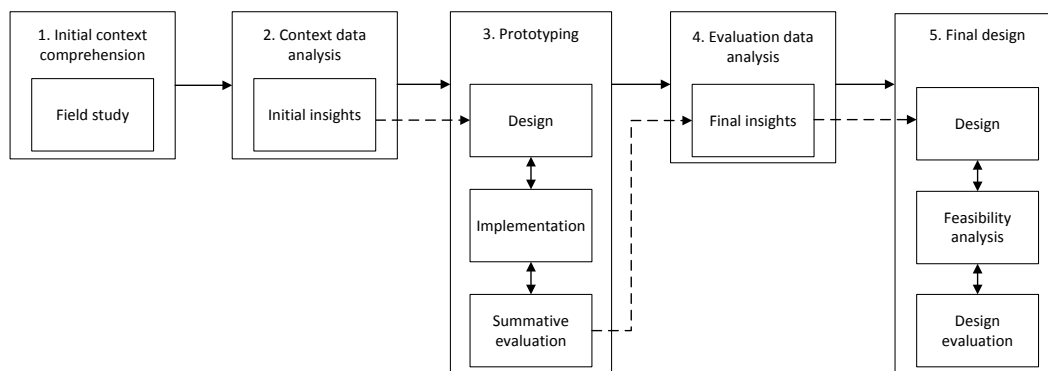 1. Initial context
comprehension
Field study
2. Context data
analysis
Initial insights
3. Prototyping
Design
Implementation
Summative
evaluation
4. Evaluation data
analysis
Final insights
5. Final design
Design
Feasibility
analysis
Design
evaluation